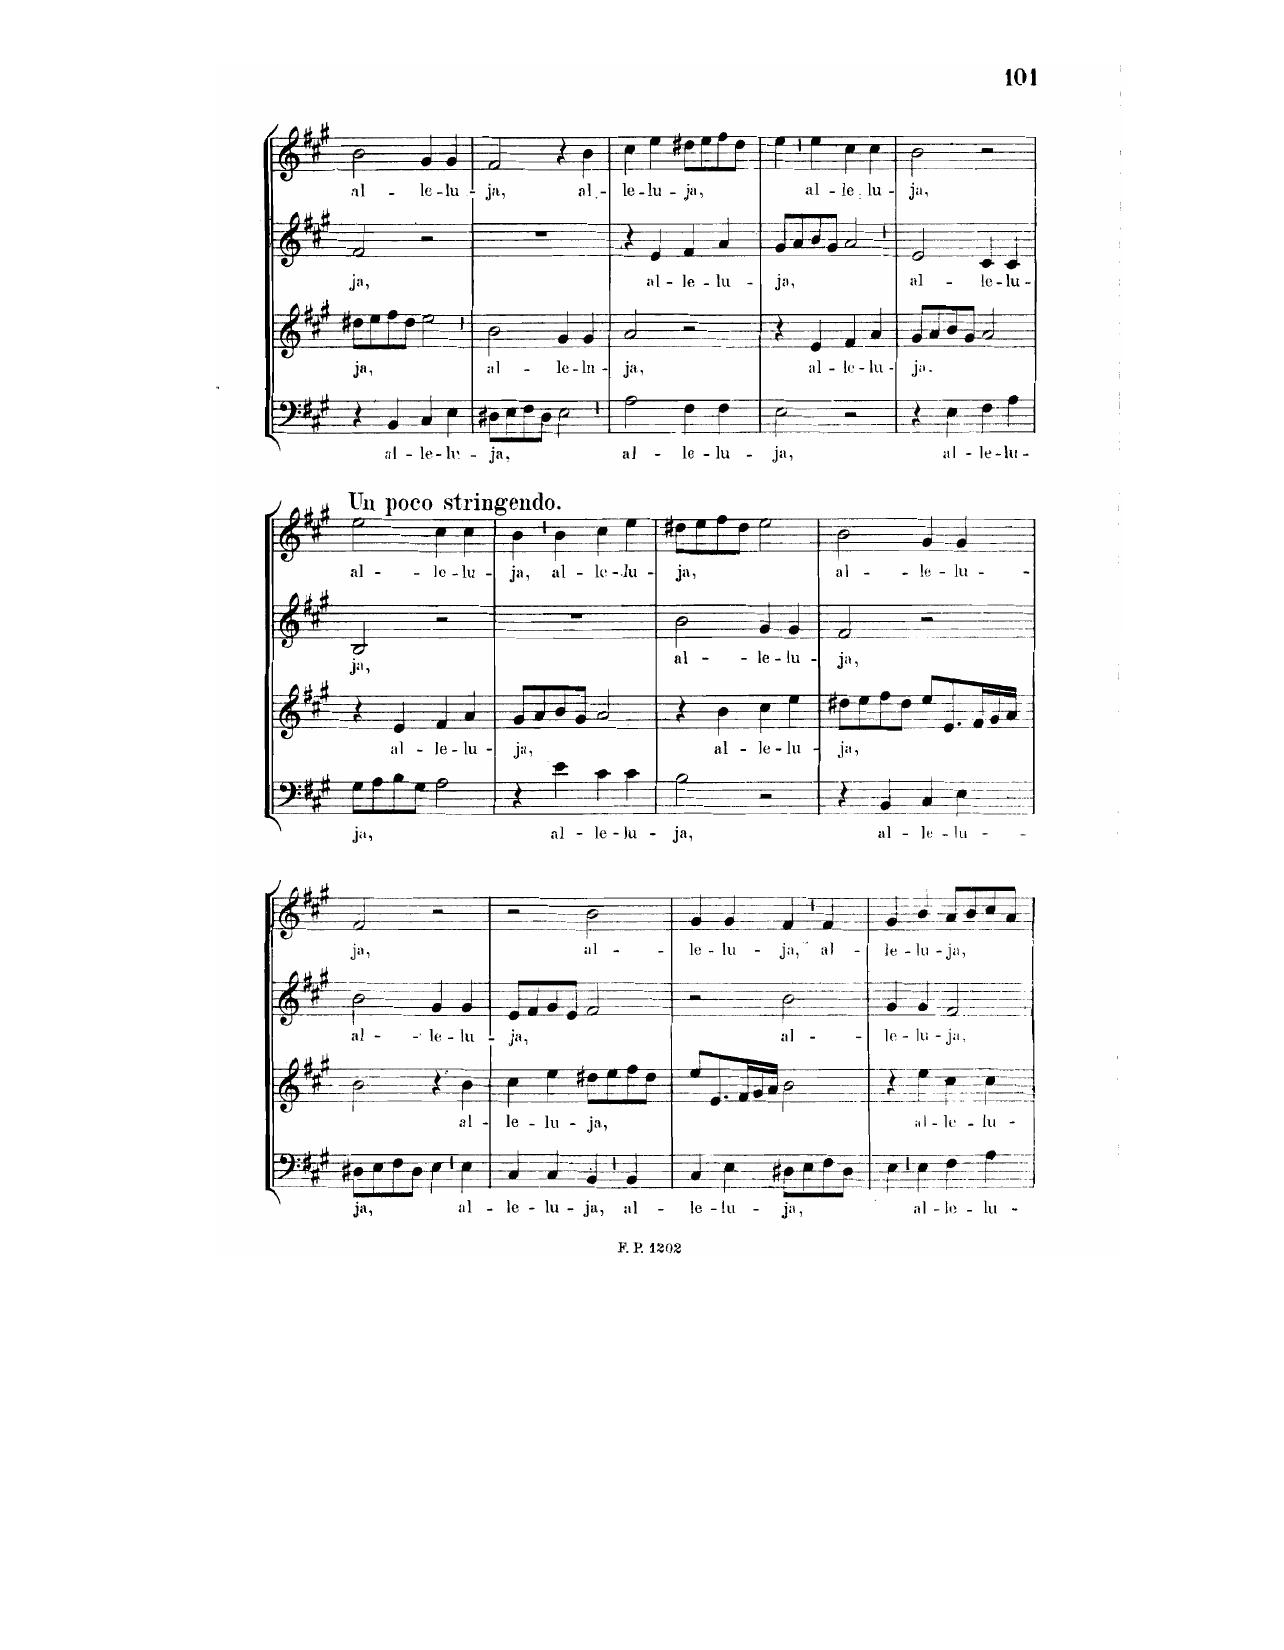 101
al - le - lu - ja, al - le - lu - ja, al - le - lu - ja,
ja, al - le - lu - ja, al - le - lu -
ja, al - le - lu - ja, al - le - lu - ja.
al - le - lu - ja, al - le - lu - ja, al - le - lu -
Un poco stringendo.
al - le - lu - ja, al - le - lu - ja, al - le - lu -
ja, al - le - lu - ja,
al - le - lu - ja, al - le - lu - ja,
ja, al - le - lu - ja, al - le - lu -
ja, al - le - lu - ja, al - le - lu - ja,
al - le - lu - ja, al - le - lu - ja,
al - le - lu - ja, al - le - lu -
ja, al - le - lu - ja, al - le - lu - ja, al - le - lu -
F. P. 1202